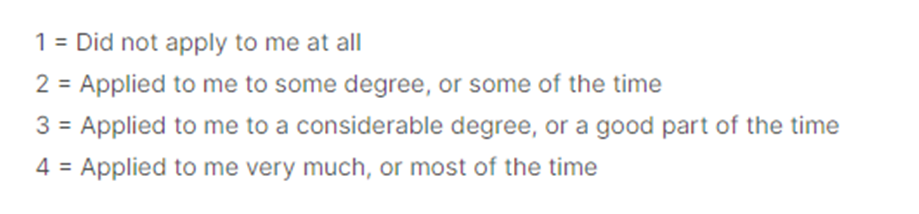 1 = Did not apply to me at all
2 = Applied to me to some degree, or some of the time
3 = Applied to me to a considerable degree, or a good part of the time
4 = Applied to me very much, or most of the time